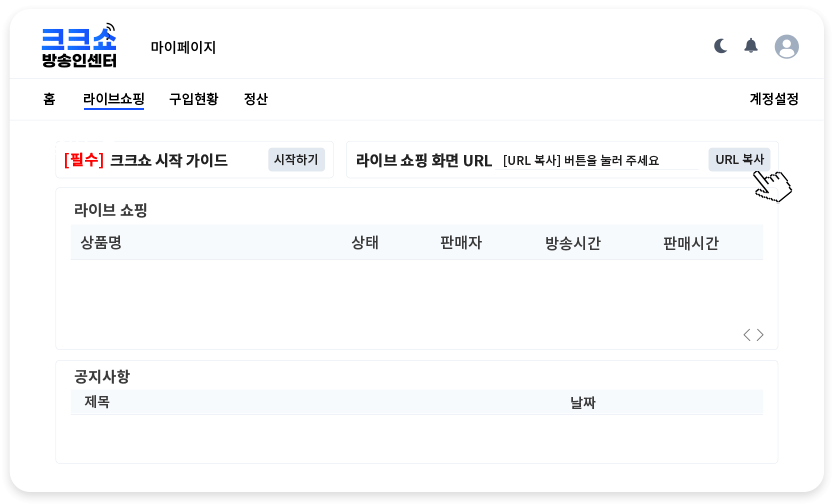 크크쇼
방송인센터
마이페이지
홈 라이브쇼핑 구입현황 정산 계정설정
[필수] 크크쇼 시작 가이드 시작하기
라이브 쇼핑 화면 URL [URL 복사] 버튼을 눌러 주세요 URL 복사
라이브 쇼핑
상품명 상태 판매자 방송시간 판매시간
공지사항
제목 날짜